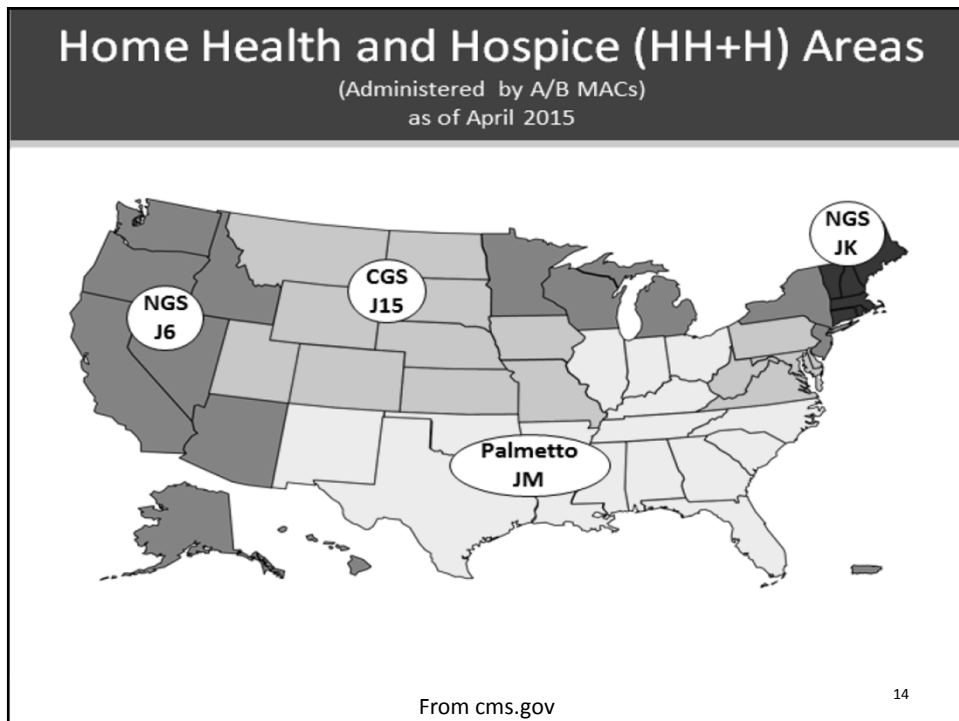 Home Health and Hospice (HH+H) Areas
(Administered by A/B MACs)
as of April 2015
NGS
JK
CGS
J15
NGS
J6
Palmetto
JM
From cms.gov
14